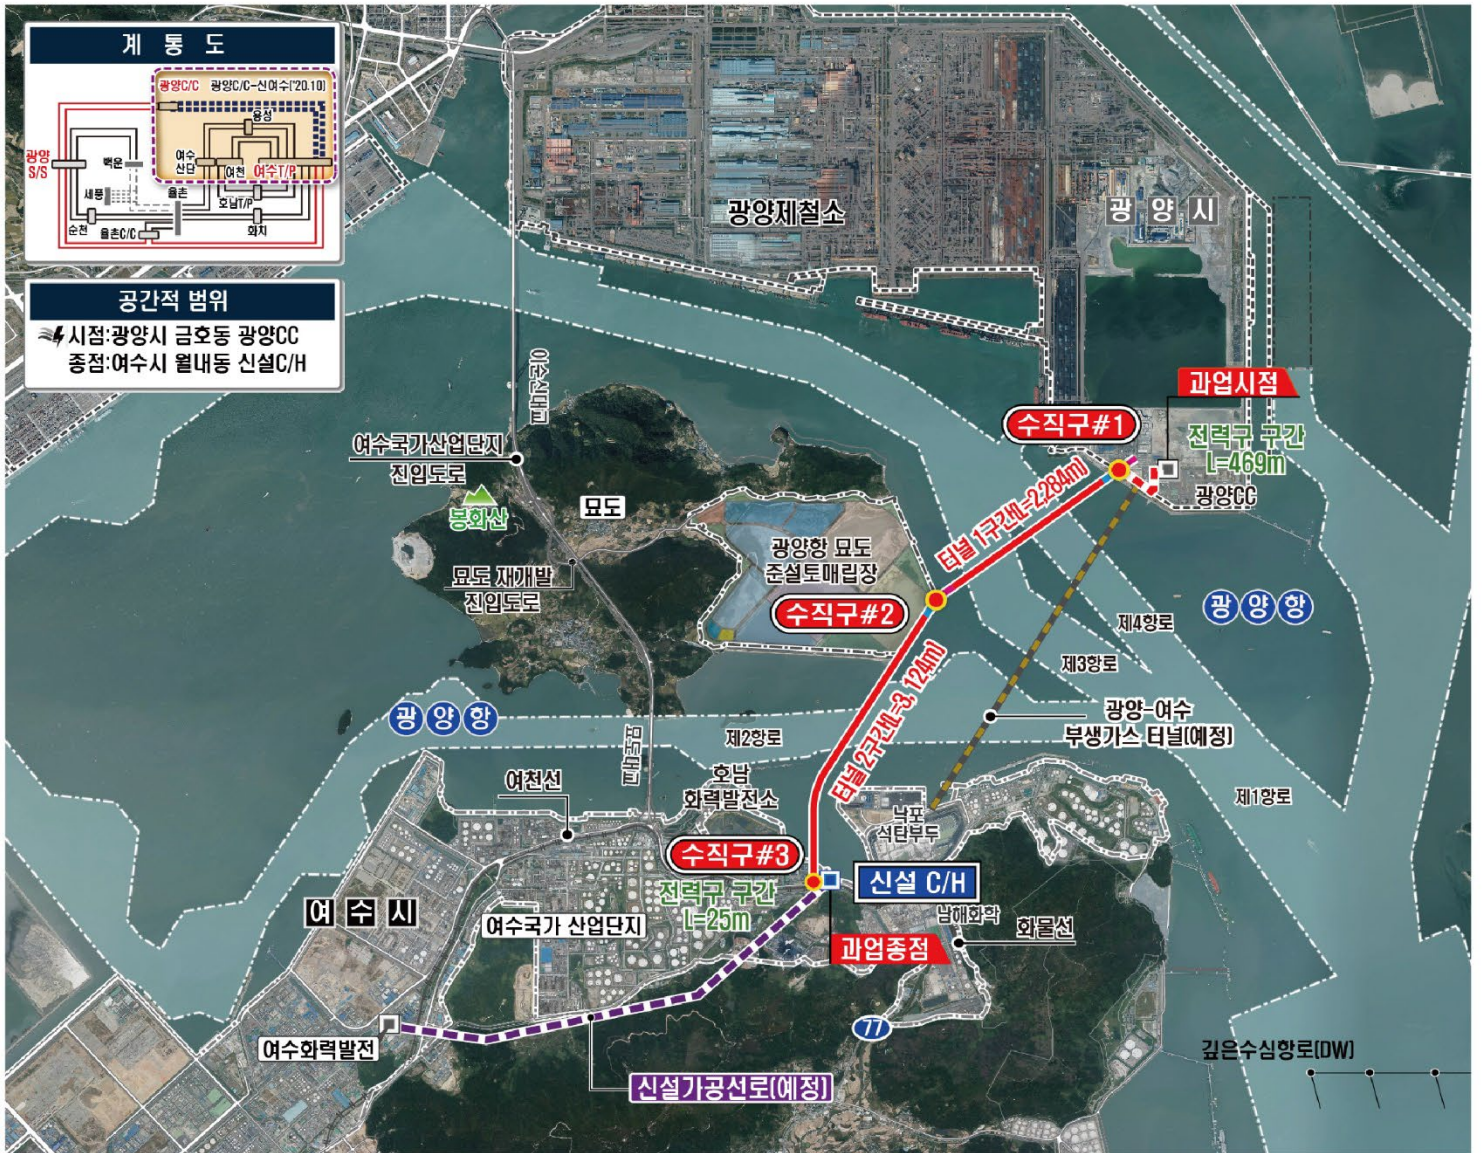 계 통 도
광양C/C
광양C/C-신여수('20.10)
용성
광양
S/S
백운
여수
산단
여천
여수T/P
세풍
율촌
호남T/P
순천
율촌C/C
화치
공간적 범위
시점:광양시 금호동 광양CC
종점:여수시 월내동 신설C/H
광양제철소
광 양 시
이순신대교
과업시점
수직구#1
전력구 구간
L=469m
광양CC
여수국가산업단지
진입도로
봉화산
묘도
터널 1구간(L=2,284m)
광양항 묘도
준설토매립장
묘도 재개발
진입도로
수직구#2
광 양 항
제4항로
제3항로
터널 2구간(L=3,124m)
광 양 항
제2항로
광양-여수
부생가스 터널(예정)
묘도대교
여천선
호남
화력발전소
낙포
석탄부두
제1항로
수직구#3
신설 C/H
전력구 구간
L=25m
여 수 시
여수국가 산업단지
남해화학
화물선
과업종점
77
여수화력발전
깊은수심항로(DW)
신설가공선로(예정)